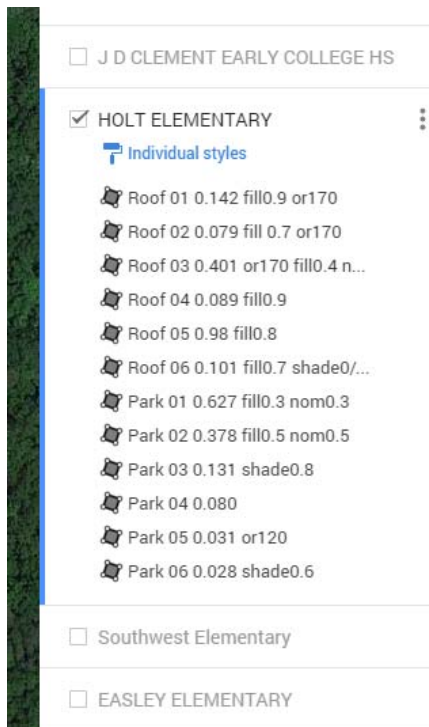 J D CLEMENT EARLY COLLEGE HS
HOLT ELEMENTARY
Individual styles
Roof 01 0.142 fill0.9 or170
Roof 02 0.079 fill 0.7 or170
Roof 03 0.401 or170 fill0.4 n...
Roof 04 0.089 fill0.9
Roof 05 0.98 fill0.8
Roof 06 0.101 fill0.7 shade0/...
Park 01 0.627 fill0.3 nom0.3
Park 02 0.378 fill0.5 nom0.5
Park 03 0.131 shade0.8
Park 04 0.080
Park 05 0.031 or120
Park 06 0.028 shade0.6
Southwest Elementary
EASLEY ELEMENTARY